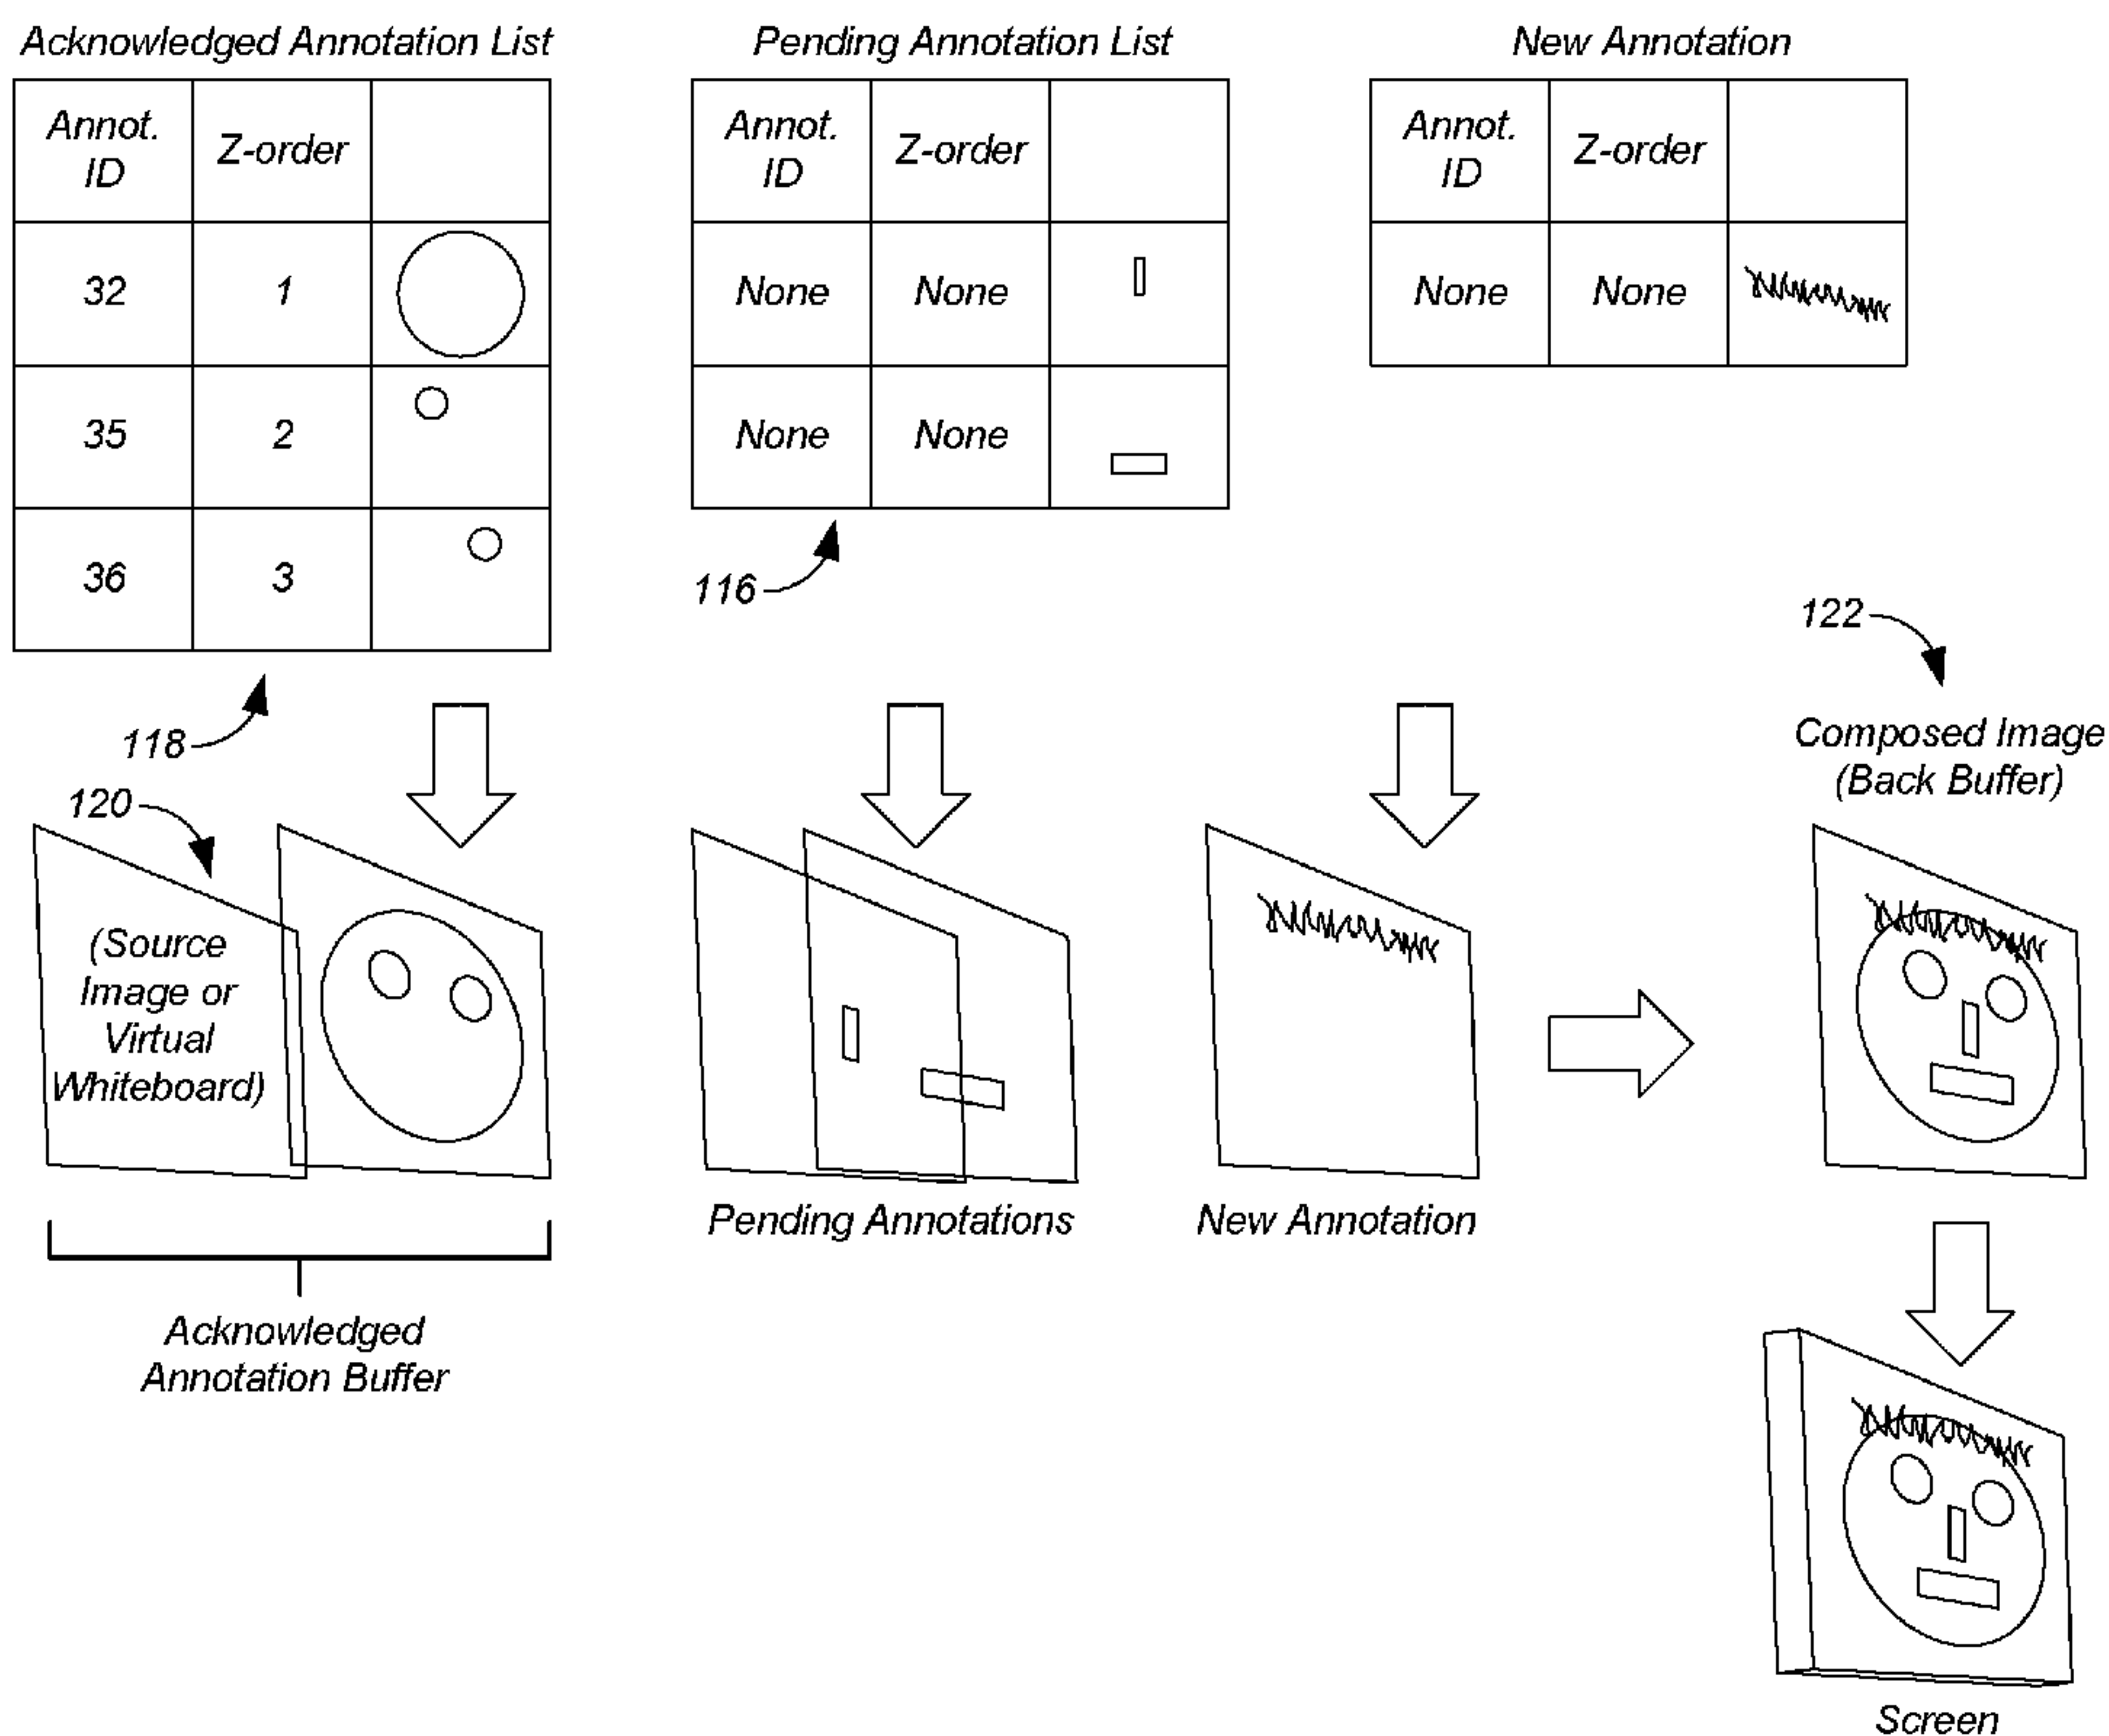 Acknowledged Annotation List
Annot. ID Z-order
32 1
35 2
36 3
118
Pending Annotation List
Annot. ID Z-order
None None
None None
116
New Annotation
Annot. ID Z-order
None None
122
Composed Image
(Back Buffer)
120
(Source
Image or
Virtual
Whiteboard)
Acknowledged
Annotation Buffer
Pending Annotations
New Annotation
Screen